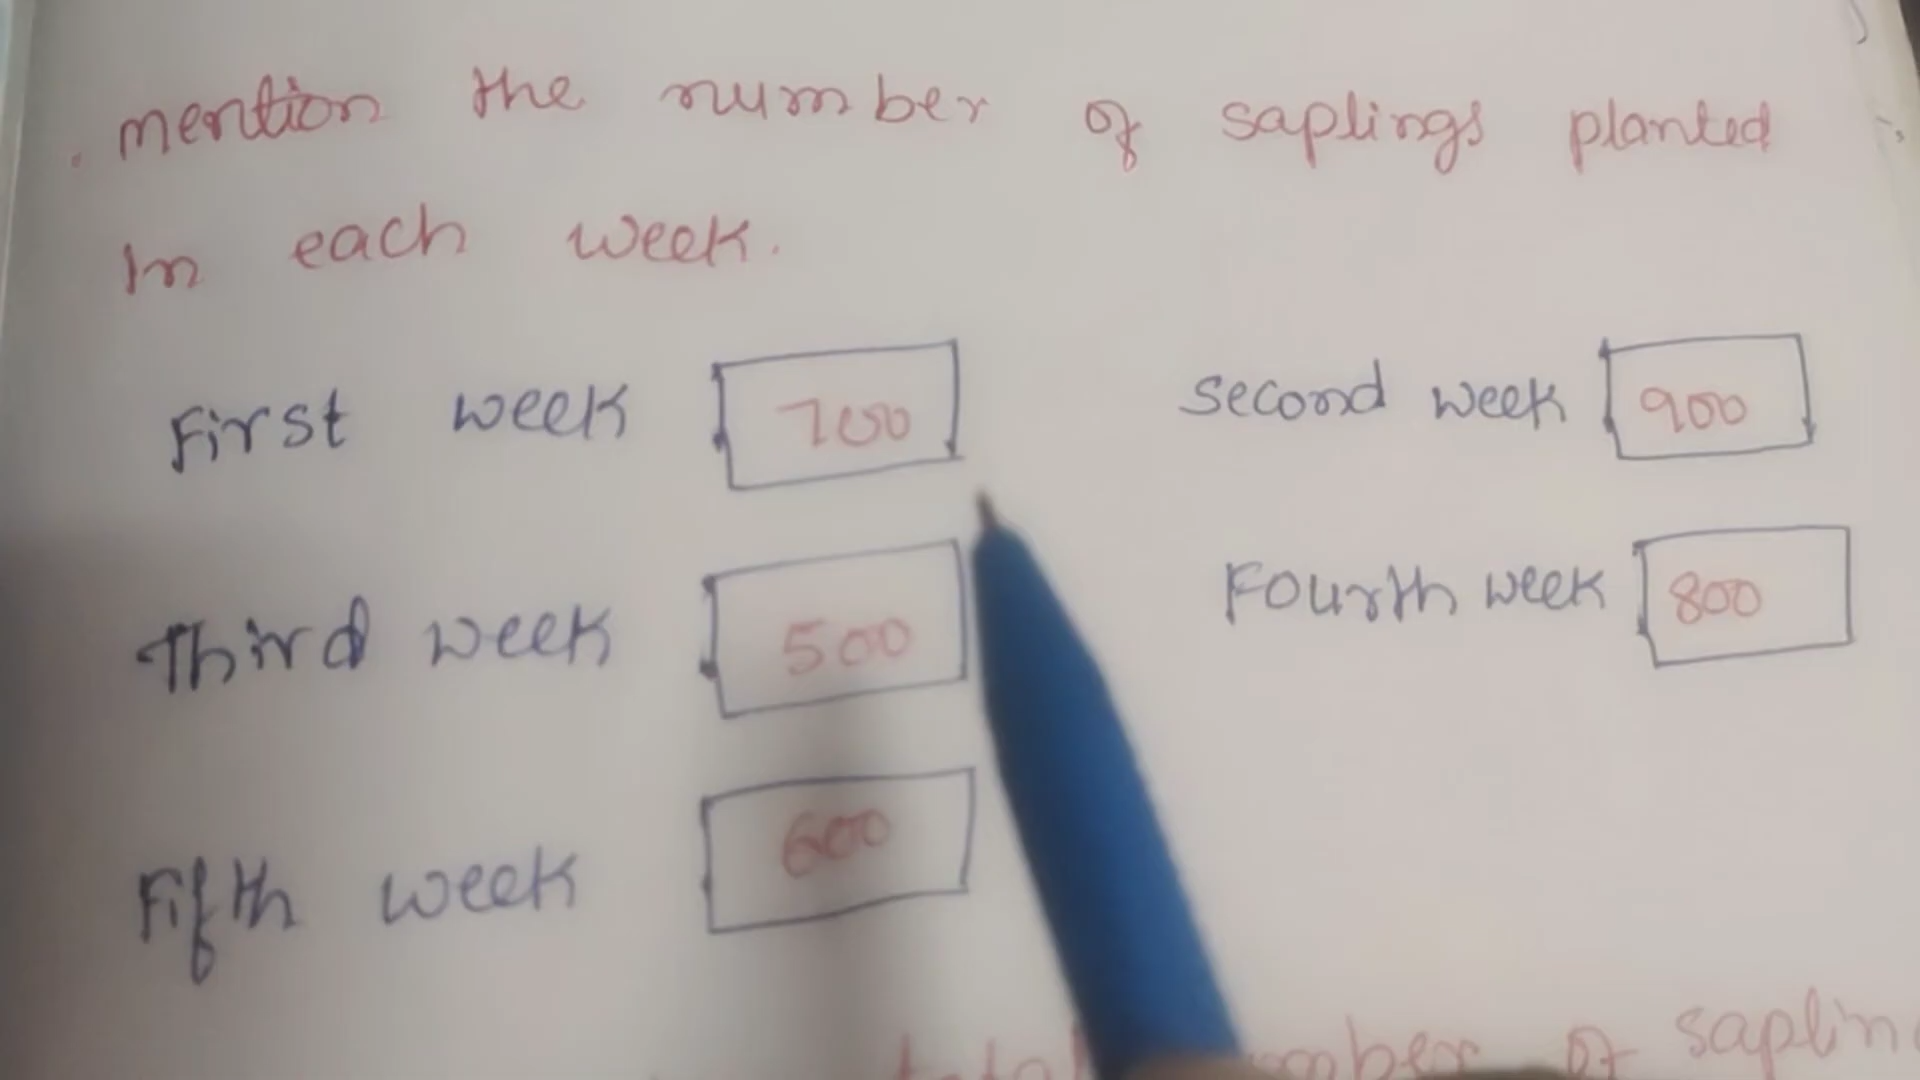 mention the number of saplings planted
In each week.
First week 700 second week 900
Third week 500 Fourth week 800
Fifth week 600
of